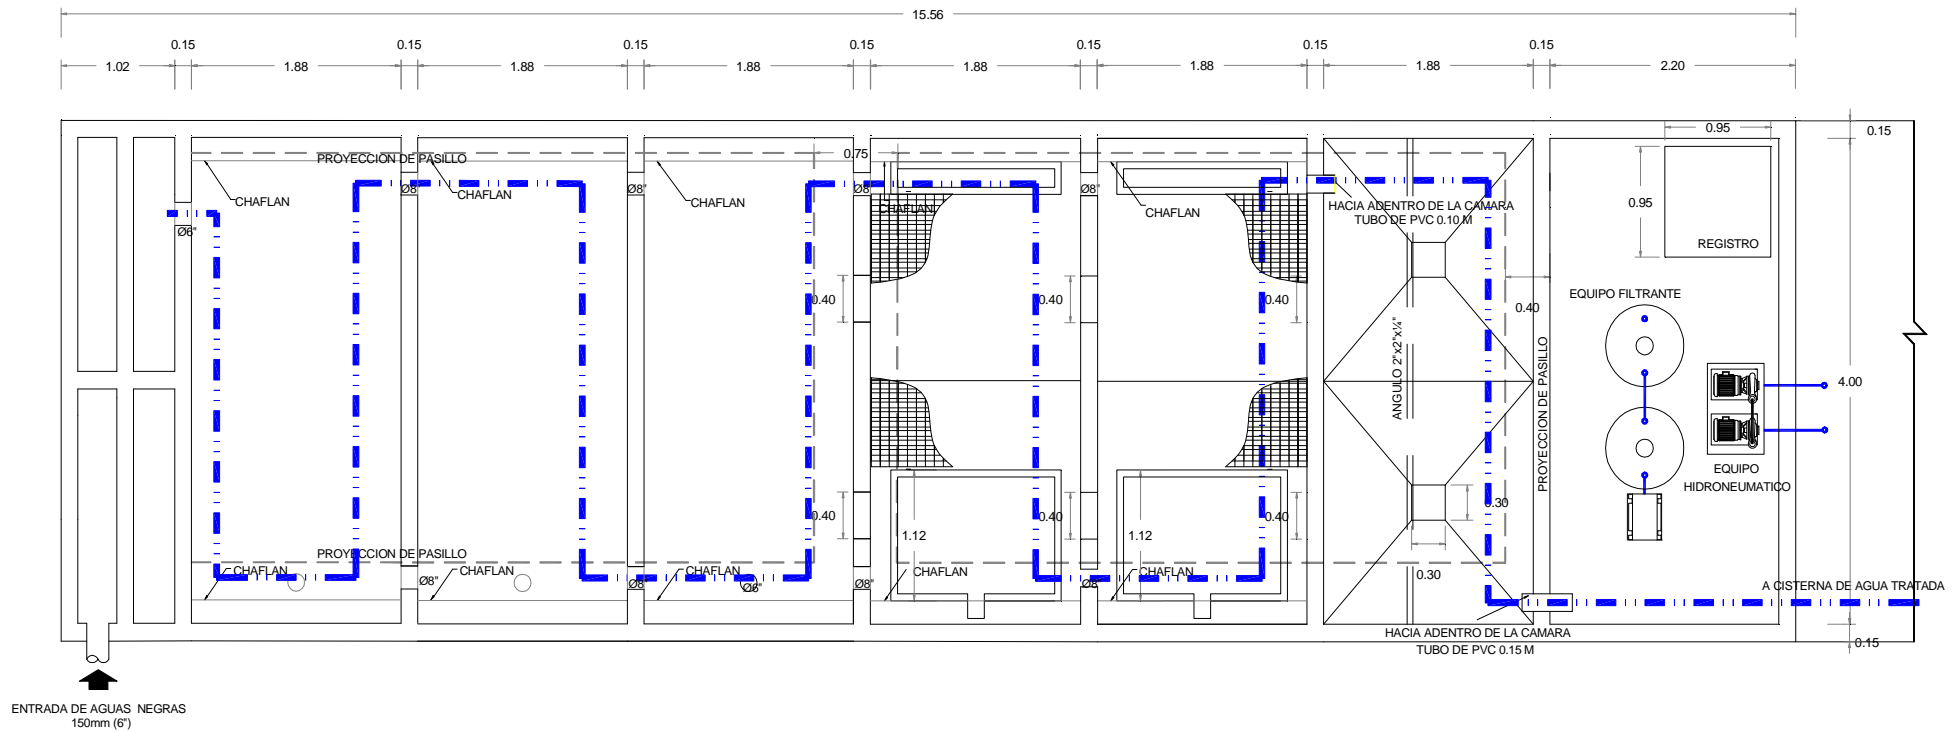 15.56
0.15
0.15
0.15
0.15
0.15
0.15
0.15
1.02
1.88
1.88
1.88
1.88
1.88
1.88
2.20
0.95
0.15
PROYECCION DE PASILLO
0.75
CHAFLAN
Ø8"
CHAFLAN
Ø8"
CHAFLAN
Ø8"
CHAFLAN
Ø8"
CHAFLAN
HACIA ADENTRO DE LA CAMARA
TUBO DE PVC 0.10 M
0.95
REGISTRO
Ø6"
0.40
0.40
0.40
0.40
EQUIPO FILTRANTE
ANGULO 2"x2"x¼"
PROYECCION DE PASILLO
4.00
EQUIPO
HIDRONEUMATICO
0.40
0.40
0.40
0.30
1.12
1.12
PROYECCION DE PASILLO
CHAFLAN
Ø8"
CHAFLAN
Ø8"
CHAFLAN
Ø6"
Ø8"
CHAFLAN
Ø8"
CHAFLAN
0.30
A CISTERNA DE AGUA TRATADA
HACIA ADENTRO DE LA CAMARA
TUBO DE PVC 0.15 M
0.15
ENTRADA DE AGUAS NEGRAS
150mm (6")